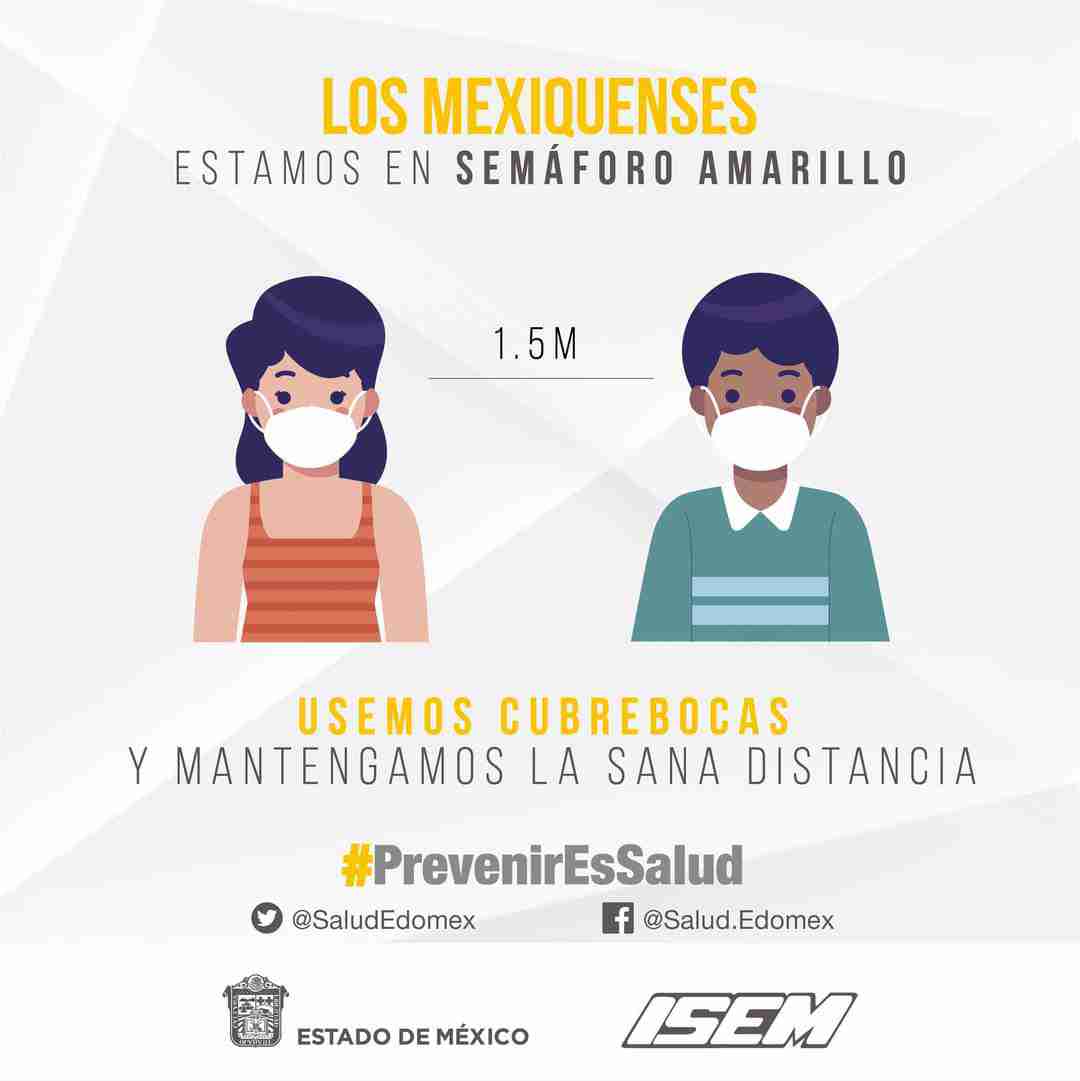 LOS MEXIQUENSES
ESTAMOS EN SEMÁFORO AMARILLO
1.5M
USEMOS CUBREBOCAS
Y MANTENGAMOS LA SANA DISTANCIA
#PrevenirEsSalud
@SaludEdomex @Salud.Edomex
ESTADO DE MÉXICO
ISEM